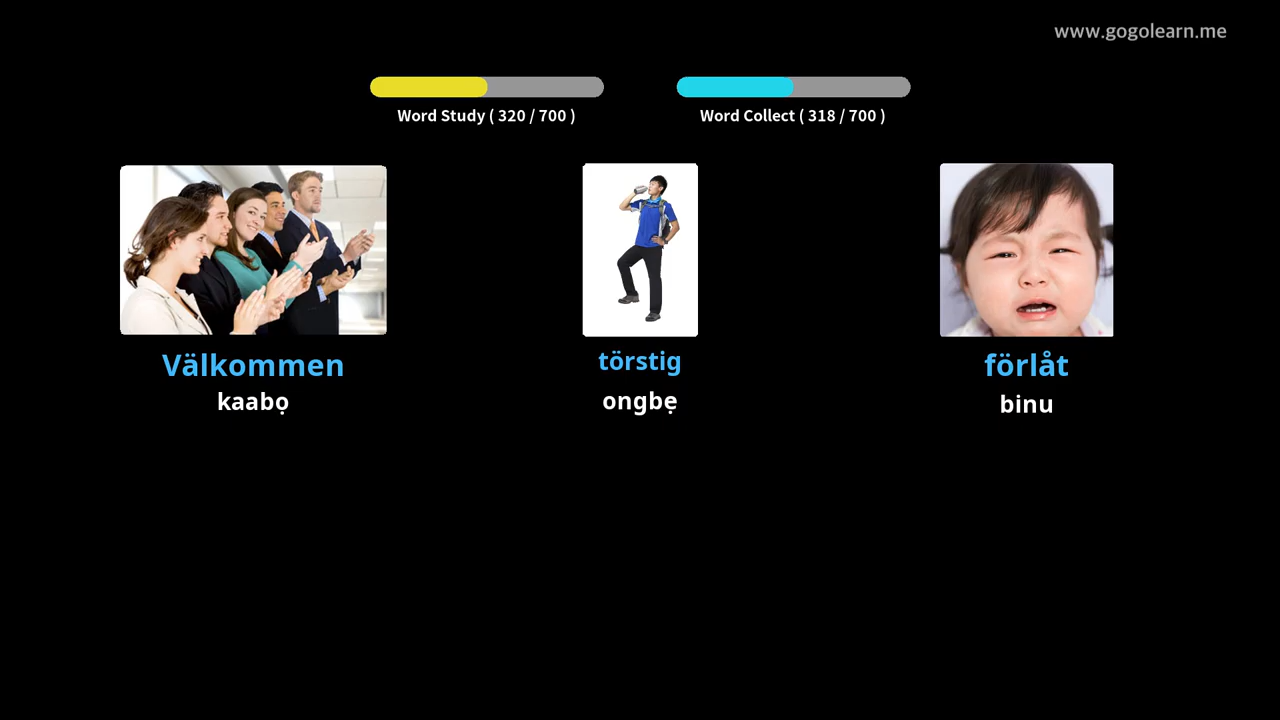 www.gogolearn.me
Word Study ( 320 / 700 )
Word Collect ( 318 / 700 )
Välkommen
kaabọ
törstig
ongbẹ
förlåt
binu